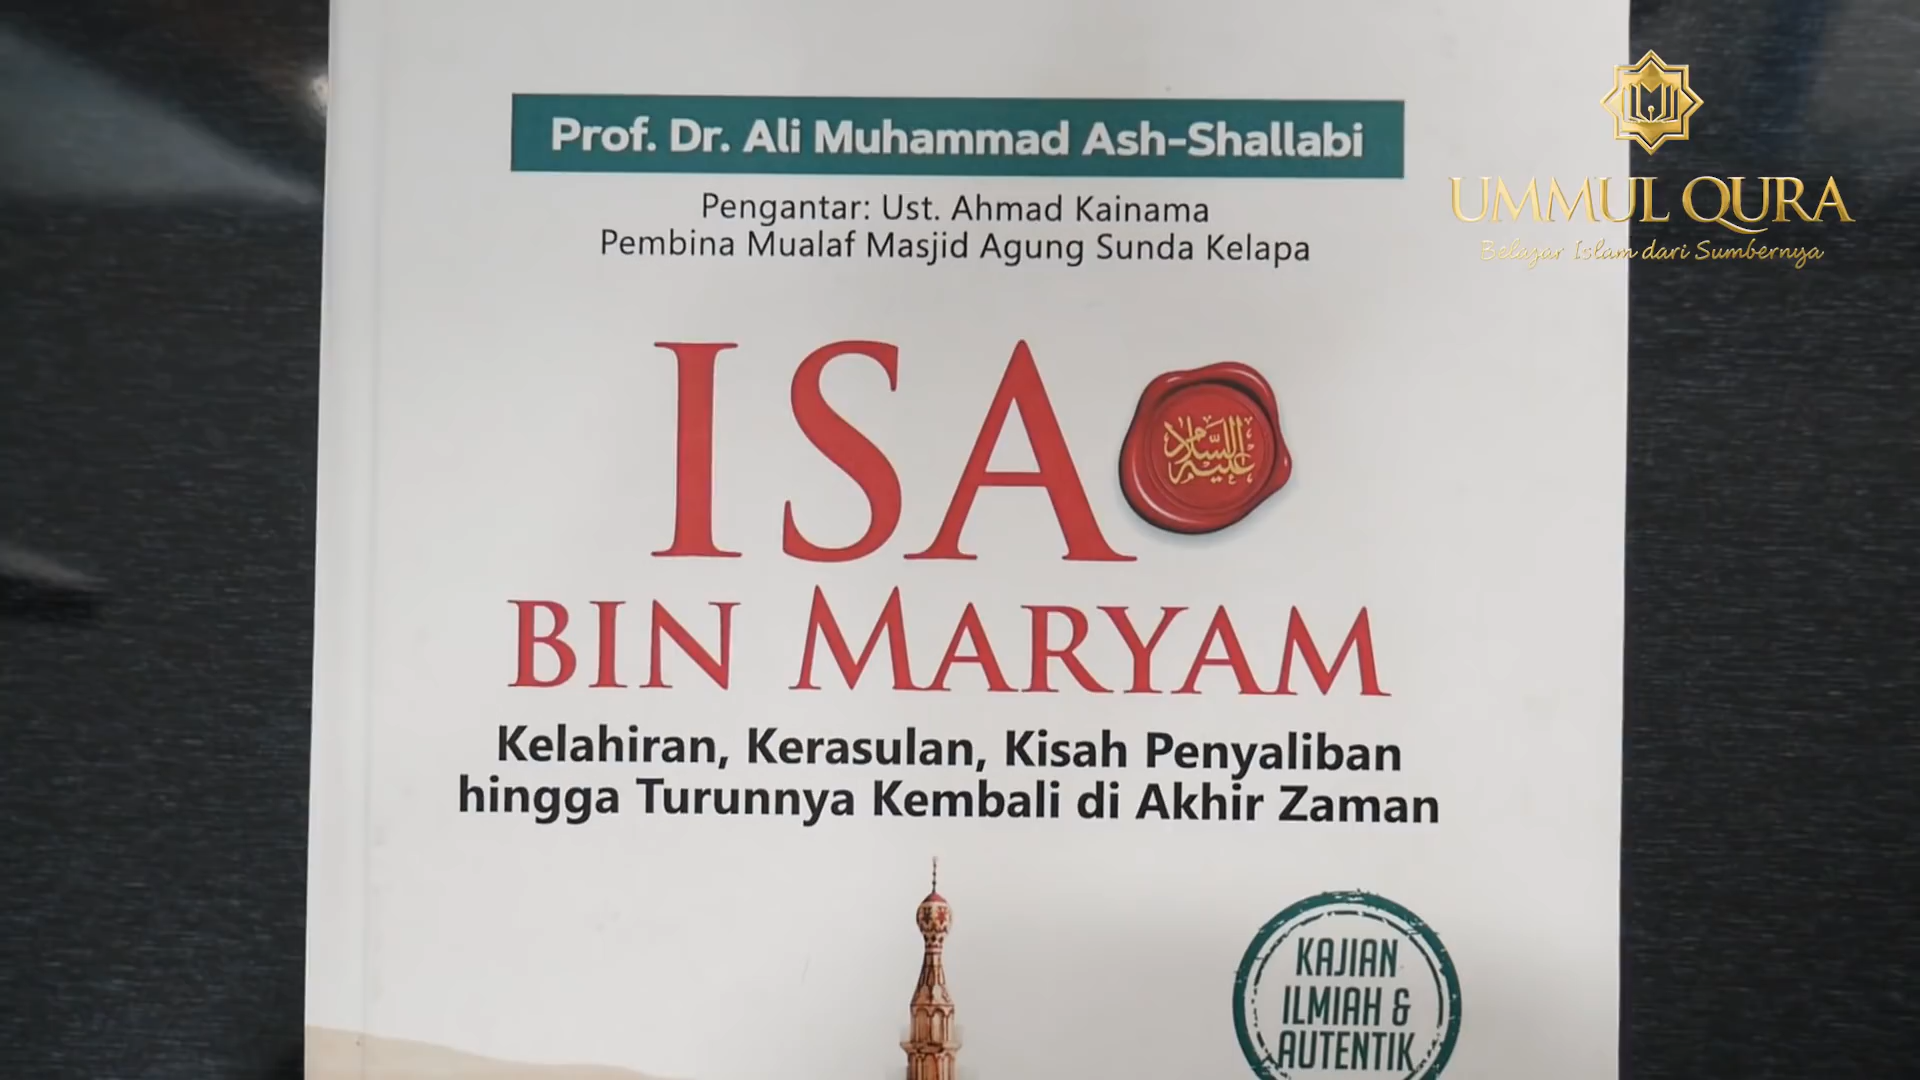 Prof. Dr. Ali Muhammad Ash-Shallabi
Pengantar: Ust. Ahmad Kainama
Pembina Mualaf Masjid Agung Sunda Kelapa
UMMUL QURA
Belajar Islam dari Sumbernya
ISA
عليه السلام
BIN MARYAM
Kelahiran, Kerasulan, Kisah Penyaliban
hingga Turunnya Kembali di Akhir Zaman
KAJIAN
ILMIAH &
AUTENTIK